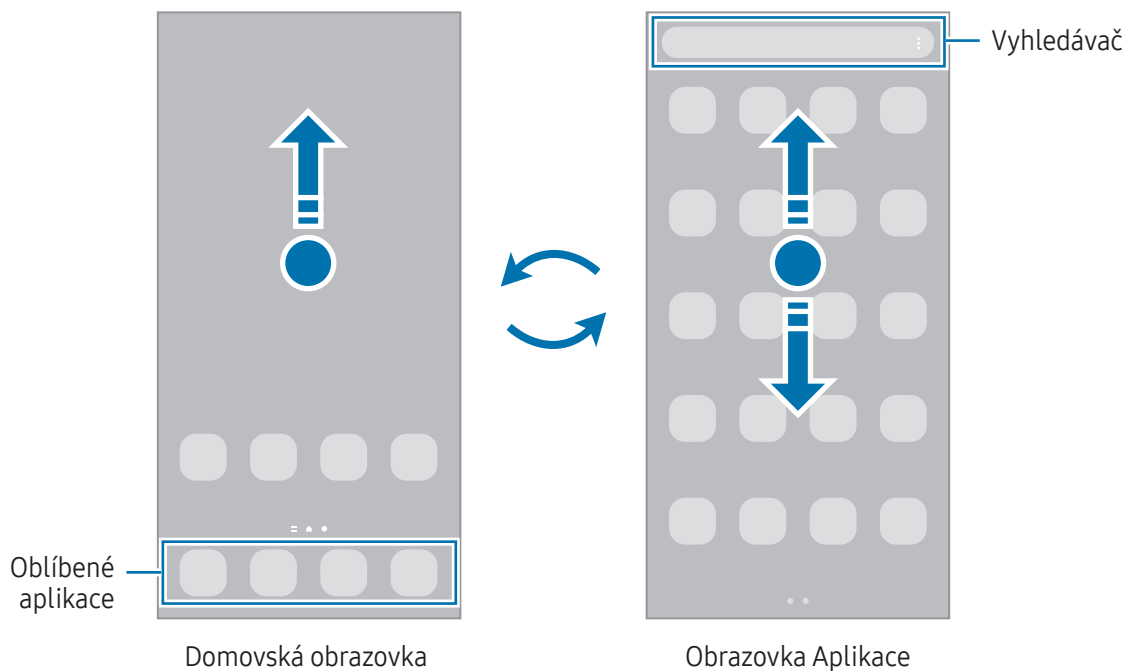 Vyhledávač
Oblíbené
aplikace
Domovská obrazovka
Obrazovka Aplikace